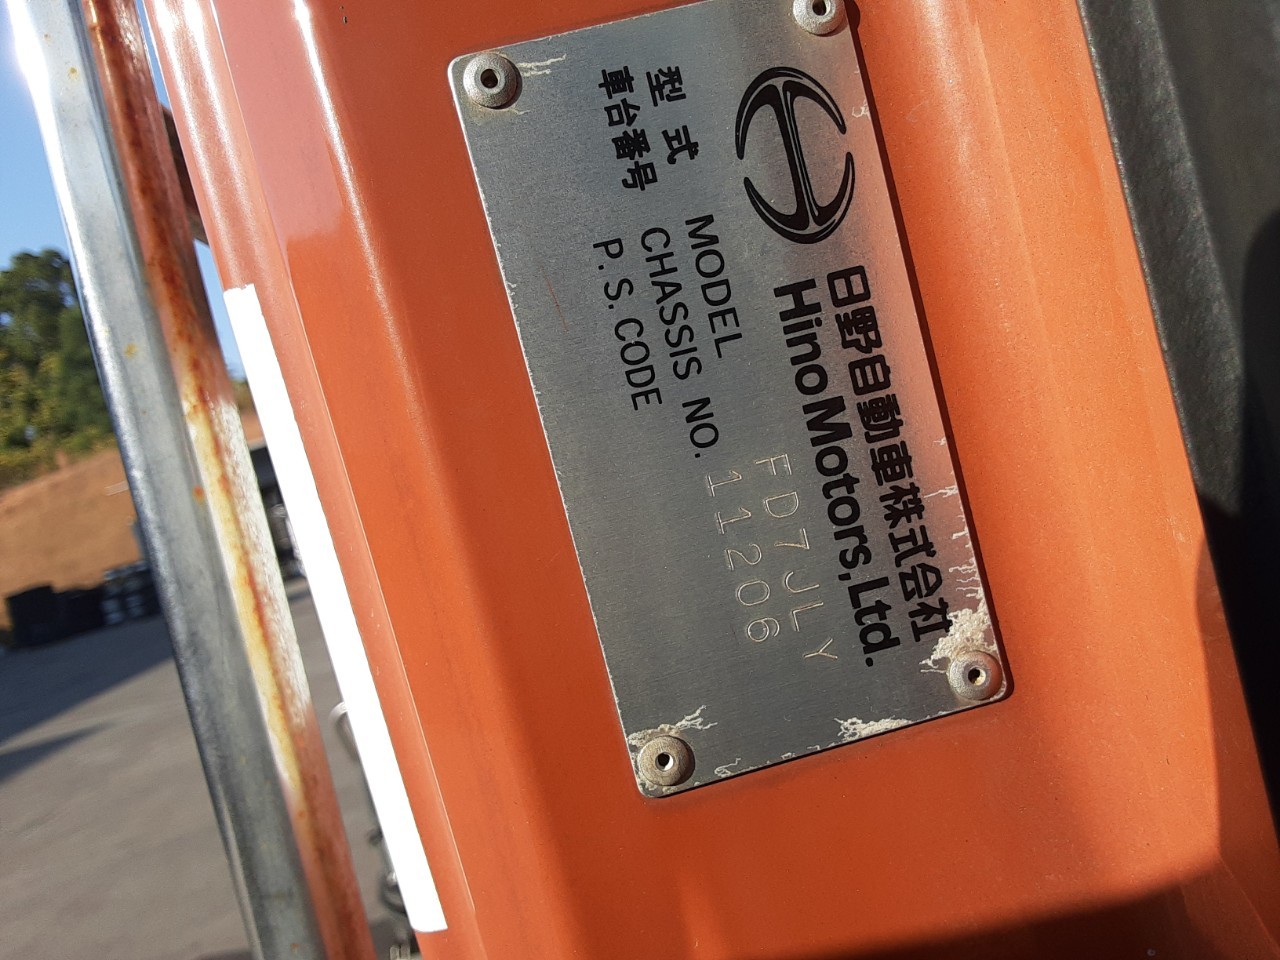 日野自動車株式会社
Hino Motors, Ltd.
型式 MODEL FD7JLY
車台番号 CHASSIS NO. 11206
P.S.CODE